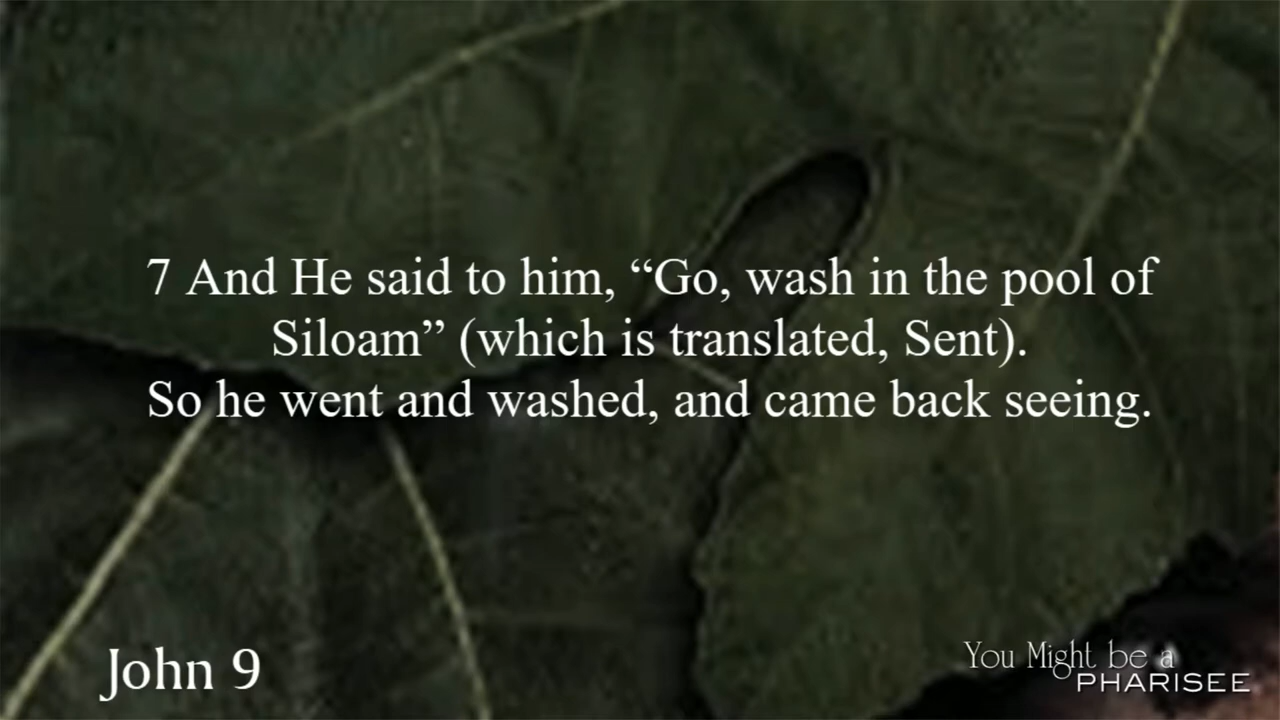 7 And He said to him, “Go, wash in the pool of
Siloam” (which is translated, Sent).
So he went and washed, and came back seeing.
John 9
You Might be a
PHARISEE